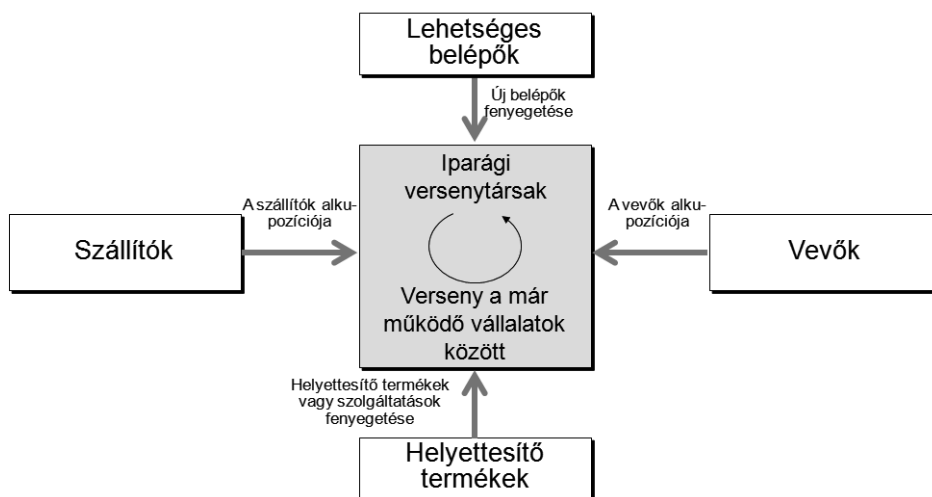 Lehetséges
belépők
Új belépők
fenyegetése
Iparági
versenytársak
A szállítók alku-
pozíciója
A vevők alku-
pozíciója
Szállítók
Vevők
Verseny a már
működő vállalatok
között
Helyettesítő termékek
vagy szolgáltatások
fenyegetése
Helyettesítő
termékek